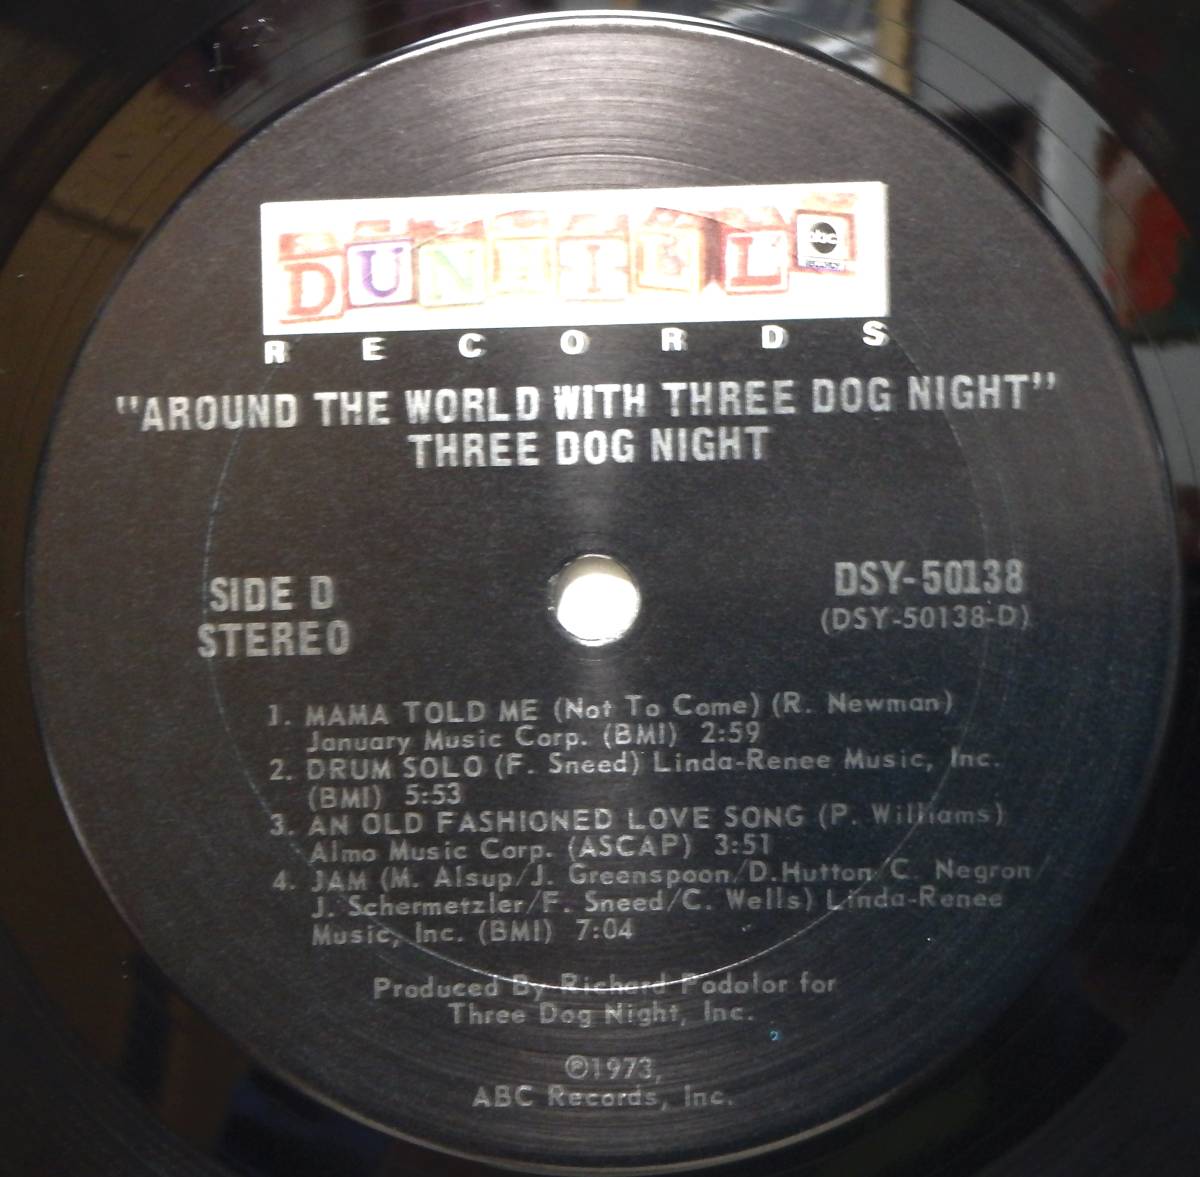 DUNHILL
abc
RECORDS
"AROUND THE WORLD WITH THREE DOG NIGHT"
THREE DOG NIGHT
SIDE D
STEREO
DSY-50138
(DSY-50138-D)
1. MAMA TOLD ME (Not To Come) (R. Newman)
January Music Corp. (BMI) 2:59
2. DRUM SOLO (F. Sneed) Linda-Renee Music, Inc.
(BMI) 5:53
3. AN OLD FASHIONED LOVE SONG (P. Williams)
Almo Music Corp. (ASCAP) 3:51
4. JAM (M. Alsup/J. Greenspoon/D.Hutton/C. Negron/
J. Schermetzler/F. Sneed/C. Wells) Linda-Renee
Music, Inc. (BMI) 7:04
Produced By Richard Podolor for
Three Dog Night, Inc.
2
℗1973,
ABC Records, Inc.